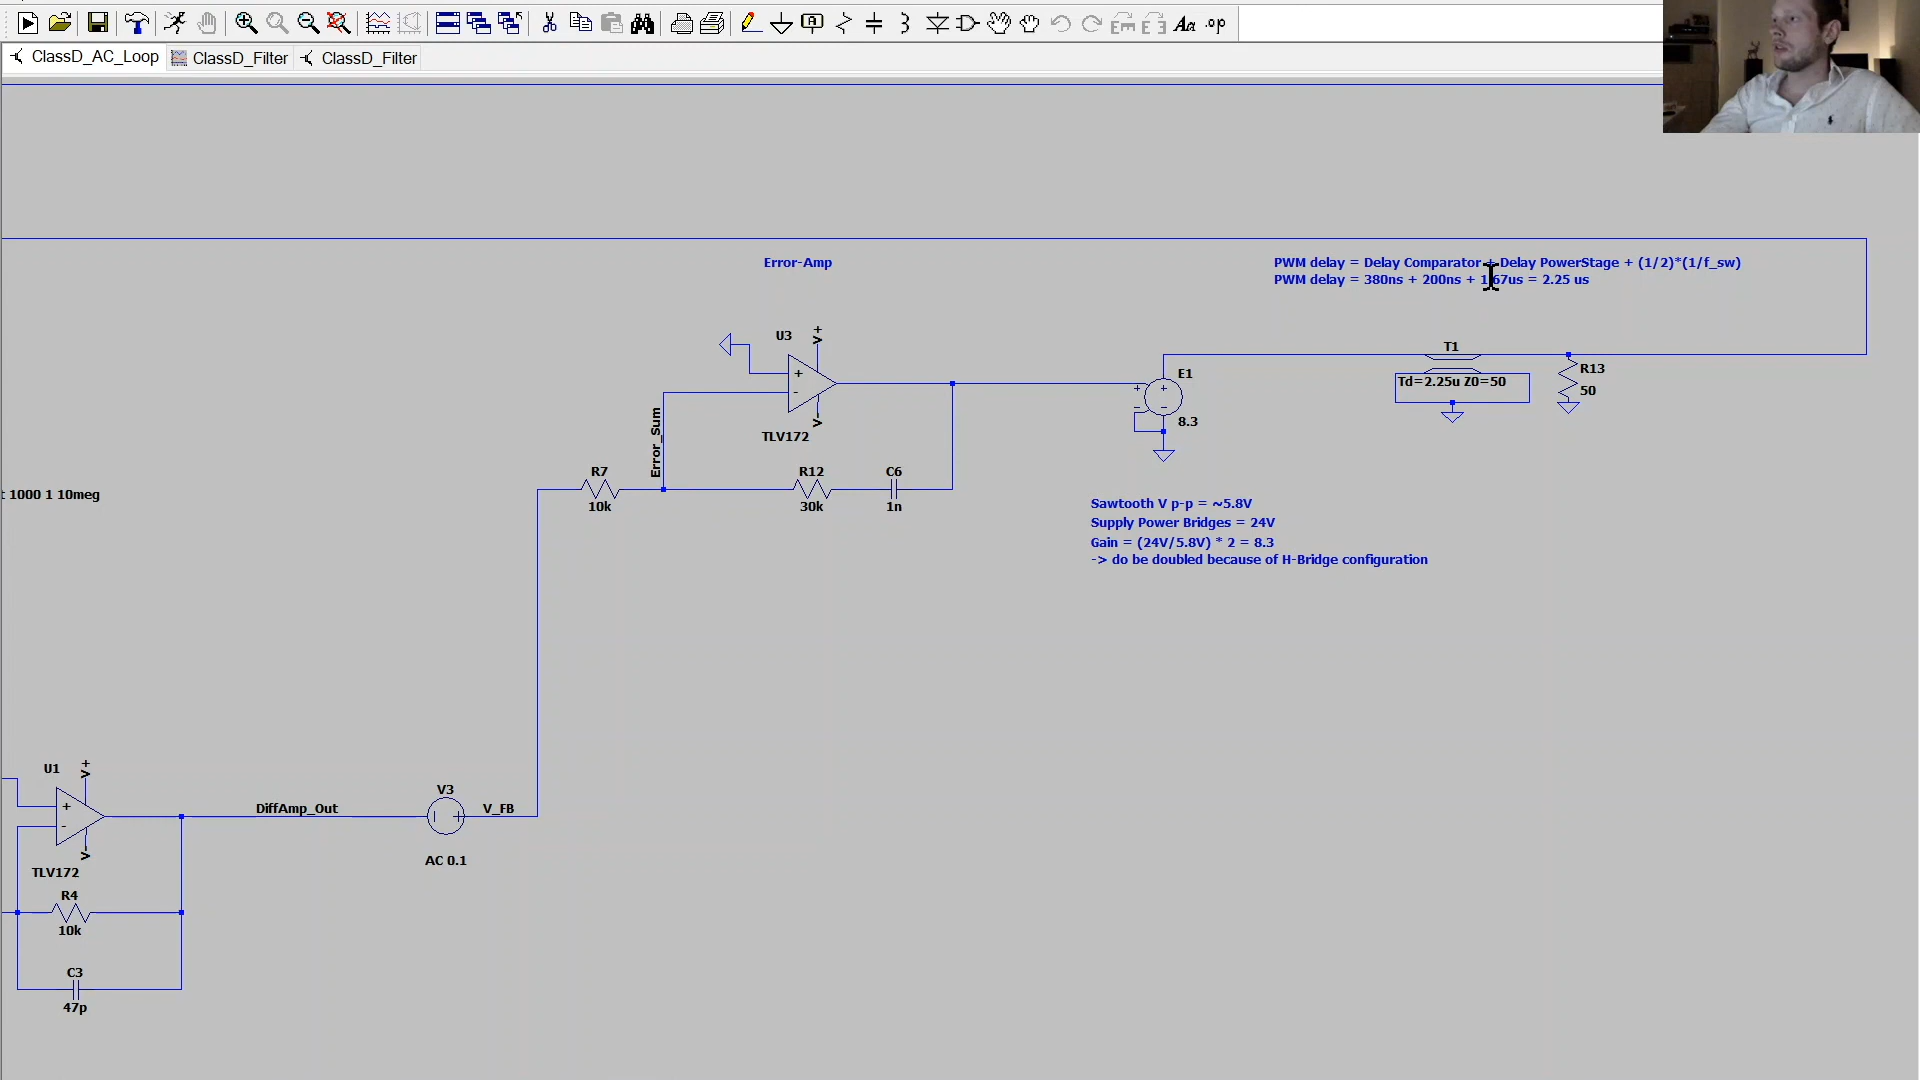 Aa .op
ClassD_AC_Loop ClassD_Filter ClassD_Filter
Error-Amp
PWM delay = Delay Comparator + Delay PowerStage + (1/2)*(1/f_sw)
PWM delay = 380ns + 200ns + 1.67us = 2.25 us
U3
V+
V-
TLV172
Error_Sum
R7
10k
R12
30k
C6
1n
E1
8.3
T1
Td=2.25u Z0=50
R13
50
t 1000 1 10meg
Sawtooth V p-p = ~5.8V
Supply Power Bridges = 24V
Gain = (24V/5.8V) * 2 = 8.3
-> do be doubled because of H-Bridge configuration
U1
V+
V-
TLV172
R4
10k
C3
47p
DiffAmp_Out
V3
AC 0.1
V_FB